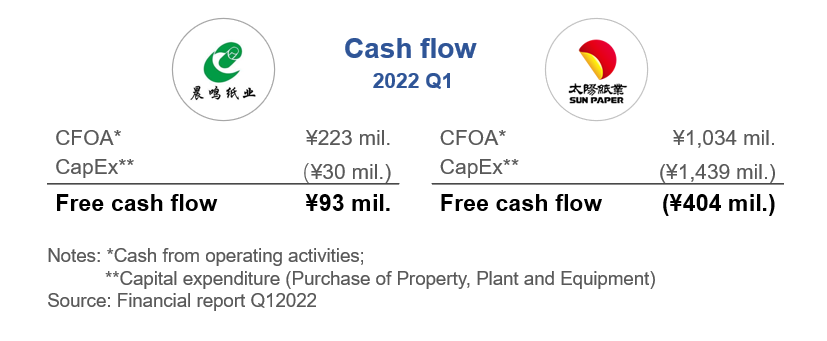 Cash flow
2022 Q1
晨鸣纸业
太陽紙業
SUN PAPER
CFOA* ¥223 mil.
CapEx** (¥30 mil.)
Free cash flow ¥93 mil.
CFOA* ¥1,034 mil.
CapEx** (¥1,439 mil.)
Free cash flow (¥404 mil.)
Notes: *Cash from operating activities;
**Capital expenditure (Purchase of Property, Plant and Equipment)
Source: Financial report Q12022